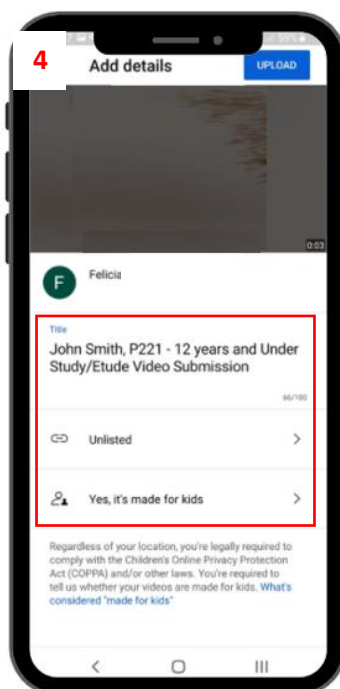 4
Add details
UPLOAD
0:03
F
Felicia
Title
John Smith, P221 - 12 years and Under
Study/Etude Video Submission
66/100
Unlisted
Yes, it's made for kids
Regardless of your location, you're legally required to
comply with the Children's Online Privacy Protection
Act (COPPA) and/or other laws. You're required to
tell us whether your videos are made for kids. What's
considered "made for kids"